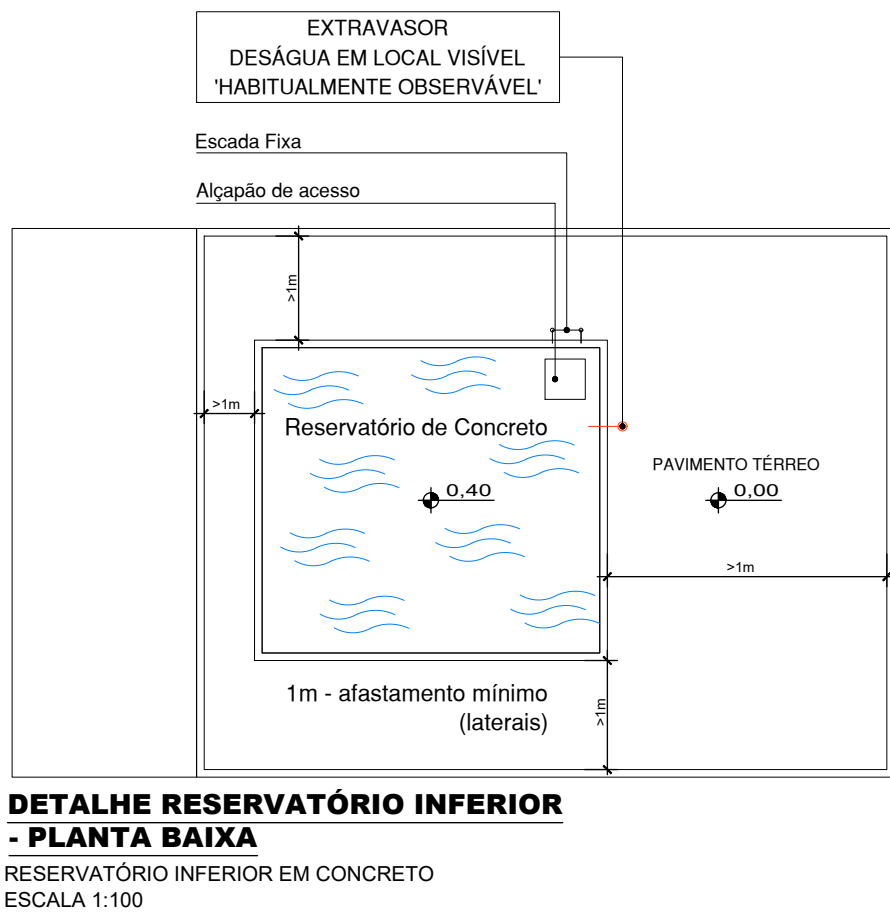 EXTRAVASOR
DESÁGUA EM LOCAL VISÍVEL
'HABITUALMENTE OBSERVÁVEL'
Escada Fixa
Alçapão de acesso
>1m
>1m
Reservatório de Concreto
PAVIMENTO TÉRREO
0,40
0,00
>1m
1m - afastamento mínimo
(laterais)
>1m
DETALHE RESERVATÓRIO INFERIOR
- PLANTA BAIXA
RESERVATÓRIO INFERIOR EM CONCRETO
ESCALA 1:100